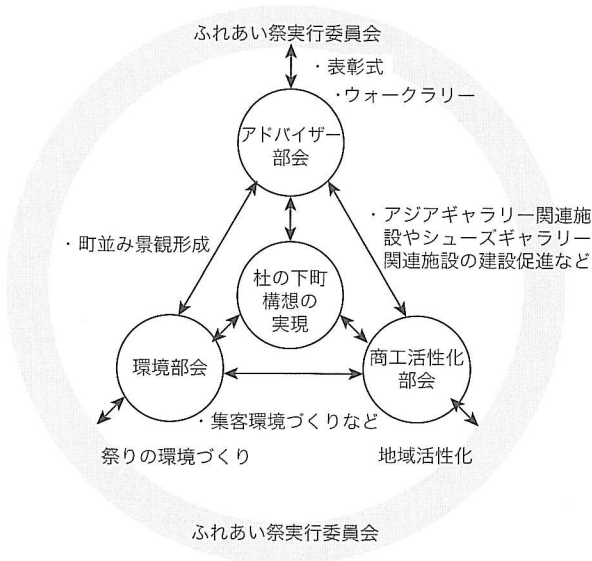 ふれあい祭実行委員会
・表彰式
・ウォークラリー
アドバイザー
部会
・町並み景観形成
・アジアギャラリー関連施
設やシューズギャラリー
関連施設の建設促進など
杜の下町
構想の
実現
環境部会
商工活性化
部会
・集客環境づくりなど
祭りの環境づくり
地域活性化
ふれあい祭実行委員会